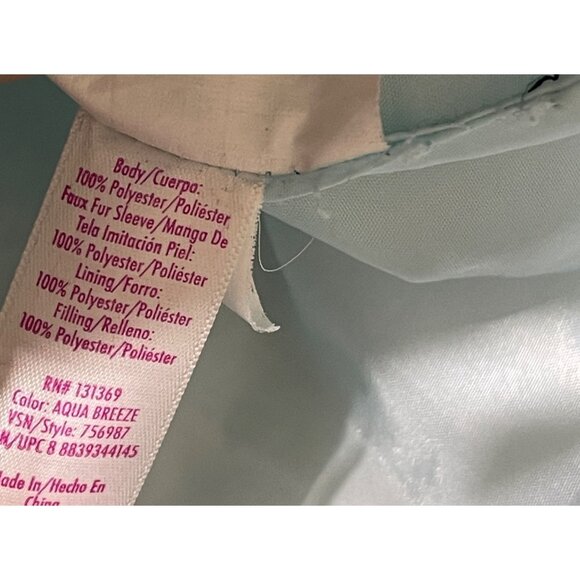 Body/Cuerpo:
100% Polyester/Poliéster
Faux Fur Sleeve/Manga De
Tela Imitación Piel:
100% Polyester/Poliéster
Lining/Forro:
100% Polyester/Poliéster
Filling/Relleno:
100% Polyester/Poliéster
RN# 131369
Color: AQUA BREEZE
VSN/Style: 756987
/UPC 8 8839344145
Made In/Hecho En
China